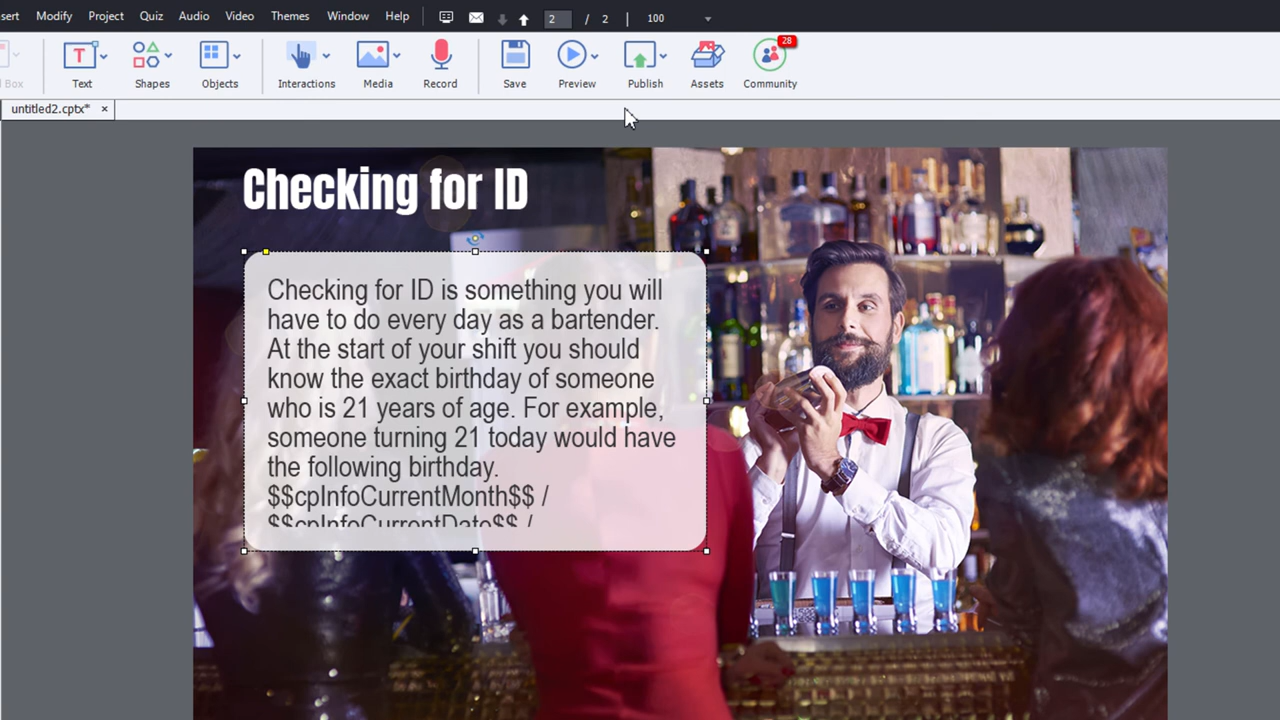 sert Modify Project Quiz Audio Video Themes Window Help 2 / 2 | 100
Box Text Shapes Objects Interactions Media Record Save Preview Publish Assets Community 28
untitled2.cptx* ×
Checking for ID
Checking for ID is something you will
have to do every day as a bartender.
At the start of your shift you should
know the exact birthday of someone
who is 21 years of age. For example,
someone turning 21 today would have
the following birthday.
$$cpInfoCurrentMonth$$ /
$$cpInfoCurrentDate$$ /